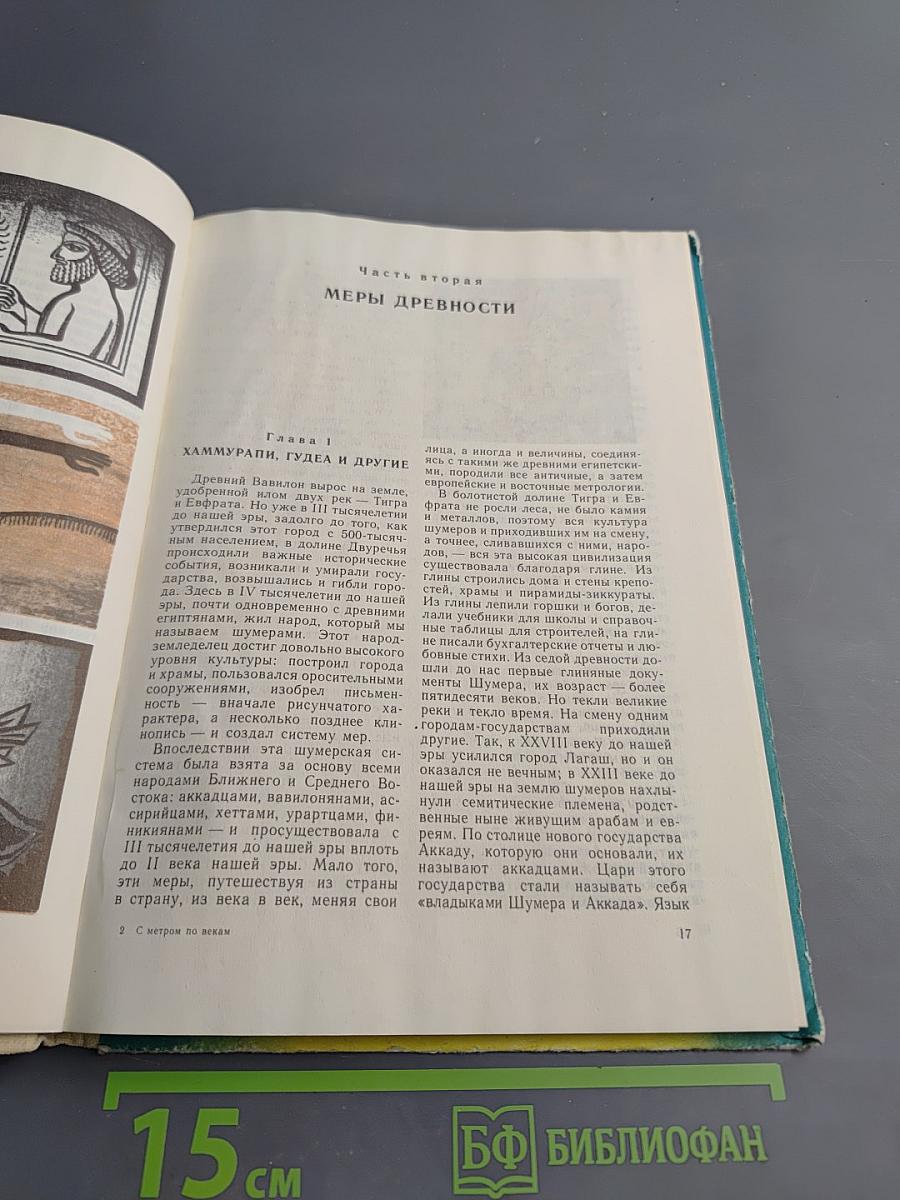 Часть вторая
МЕРЫ ДРЕВНОСТИ
Глава 1
ХАММУРАПИ, ГУДЕА И ДРУГИЕ
Древний Вавилон вырос на земле,
удобренной илом двух рек — Тигра
и Евфрата. Но уже в III тысячелетии
до нашей эры, задолго до того, как
утвердился этот город с 500-тысяч-
ным населением, в долине Двуречья
происходили важные исторические
события, возникали и умирали госу-
дарства, возвышались и гибли горо-
да. Здесь в IV тысячелетии до нашей
эры, почти одновременно с древними
египтянами, жил народ, который мы
называем шумерами. Этот народ-
земледелец достиг довольно высокого
уровня культуры: построил города
и храмы, пользовался оросительными
сооружениями, изобрел письмен-
ность — вначале рисунчатого ха-
рактера, а несколько позднее кли-
нопись — и создал систему мер.
Впоследствии эта шумерская си-
стема была взята за основу всеми
народами Ближнего и Среднего Во-
стока: аккадцами, вавилонянами, ас-
сирийцами, хеттами, урартцами, фи-
никиянами — и просуществовала с
III тысячелетия до нашей эры вплоть
до II века нашей эры. Мало того,
эти меры, путешествуя из страны
в страну, из века в век, меняя свои
лица, а иногда и величины, соединя-
ясь с такими же древними египетски-
ми, породили все античные, а затем
европейские и восточные метрологии.
В болотистой долине Тигра и Ев-
фрата не росли леса, не было камня
и металлов, поэтому вся культура
шумеров и приходивших им на смену,
а точнее, сливавшихся с ними, наро-
дов, — вся эта высокая цивилизация
существовала благодаря глине. Из
глины строились дома и стены крепо-
стей, храмы и пирамиды-зиккураты.
Из глины лепили горшки и богов, де-
лали учебники для школы и справоч-
ные таблицы для строителей, на гли-
не писали бухгалтерские отчеты и лю-
бовные стихи. Из седой древности до-
шли до нас первые глиняные доку-
менты Шумера, их возраст — более
пятидесяти веков. Но текли великие
реки и текло время. На смену одним
городам-государствам приходили
другие. Так, к XXVIII веку до нашей
эры усилился город Лагаш, но и он
оказался не вечным; в XXIII веке до
нашей эры на землю шумеров нахлы-
нули семитические племена, родст-
венные ныне живущим арабам и ев-
реям. По столице нового государства
Аккаду, которую они основали, их
называют аккадцами. Цари этого
государства стали называть себя
«владыками Шумера и Аккада». Язык
2 С метром по векам
17
15 см
БФ БИБЛИОФАН